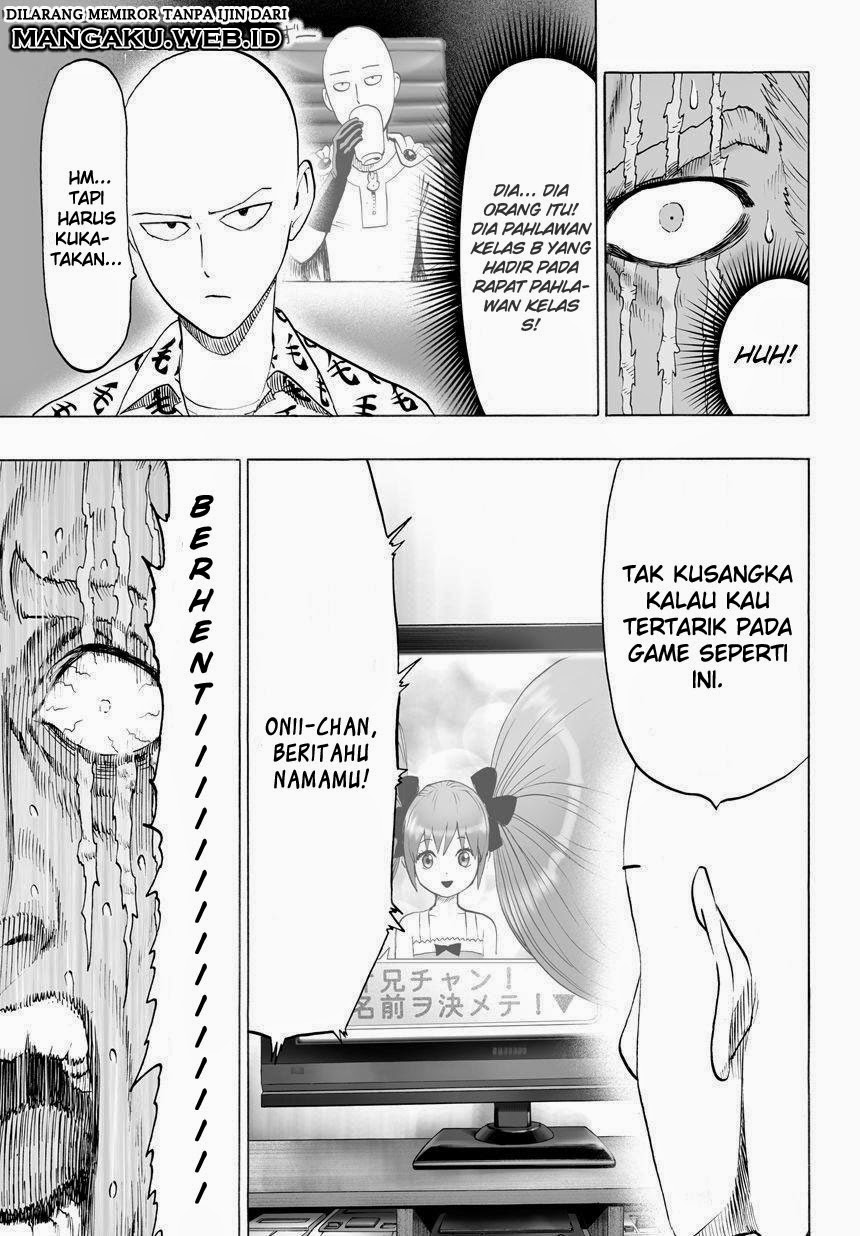 DILARANG MEMIROR TANPA IJIN DARI
MANGAKU.WEB.ID
HUH!
DIA... DIA
ORANG ITU!
DIA PAHLAWAN
KELAS B YANG
HADIR PADA
RAPAT PAHLA-
WAN KELAS
S!
HM...
TAPI
HARUS
KUKA-
TAKAN...
TAK KUSANGKA
KALAU KAU
TERTARIK PADA
GAME SEPERTI
INI.
ONII-CHAN,
BERITAHU
NAMAMU!
兄チャン!
名前ヲ決メテ!▼
BERHENTIIIIIIIIIIIIIIIIII